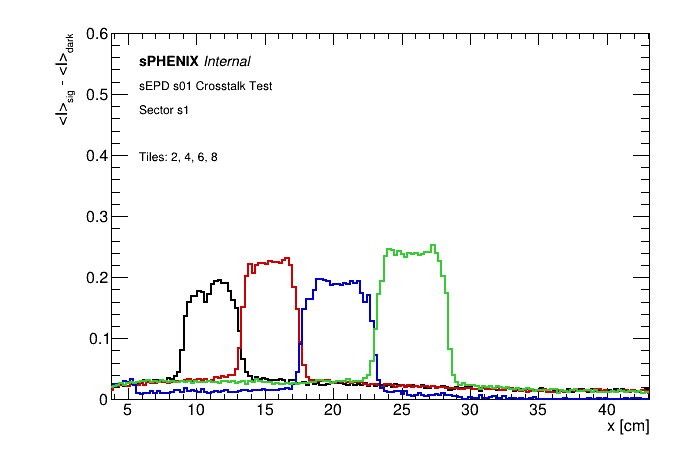 0.6
0.5
0.4
0.3
0.2
0.1
0
<I>sig - <I>dark
sPHENIX Internal
sEPD s01 Crosstalk Test
Sector s1
Tiles: 2, 4, 6, 8
5 10 15 20 25 30 35 40
x [cm]